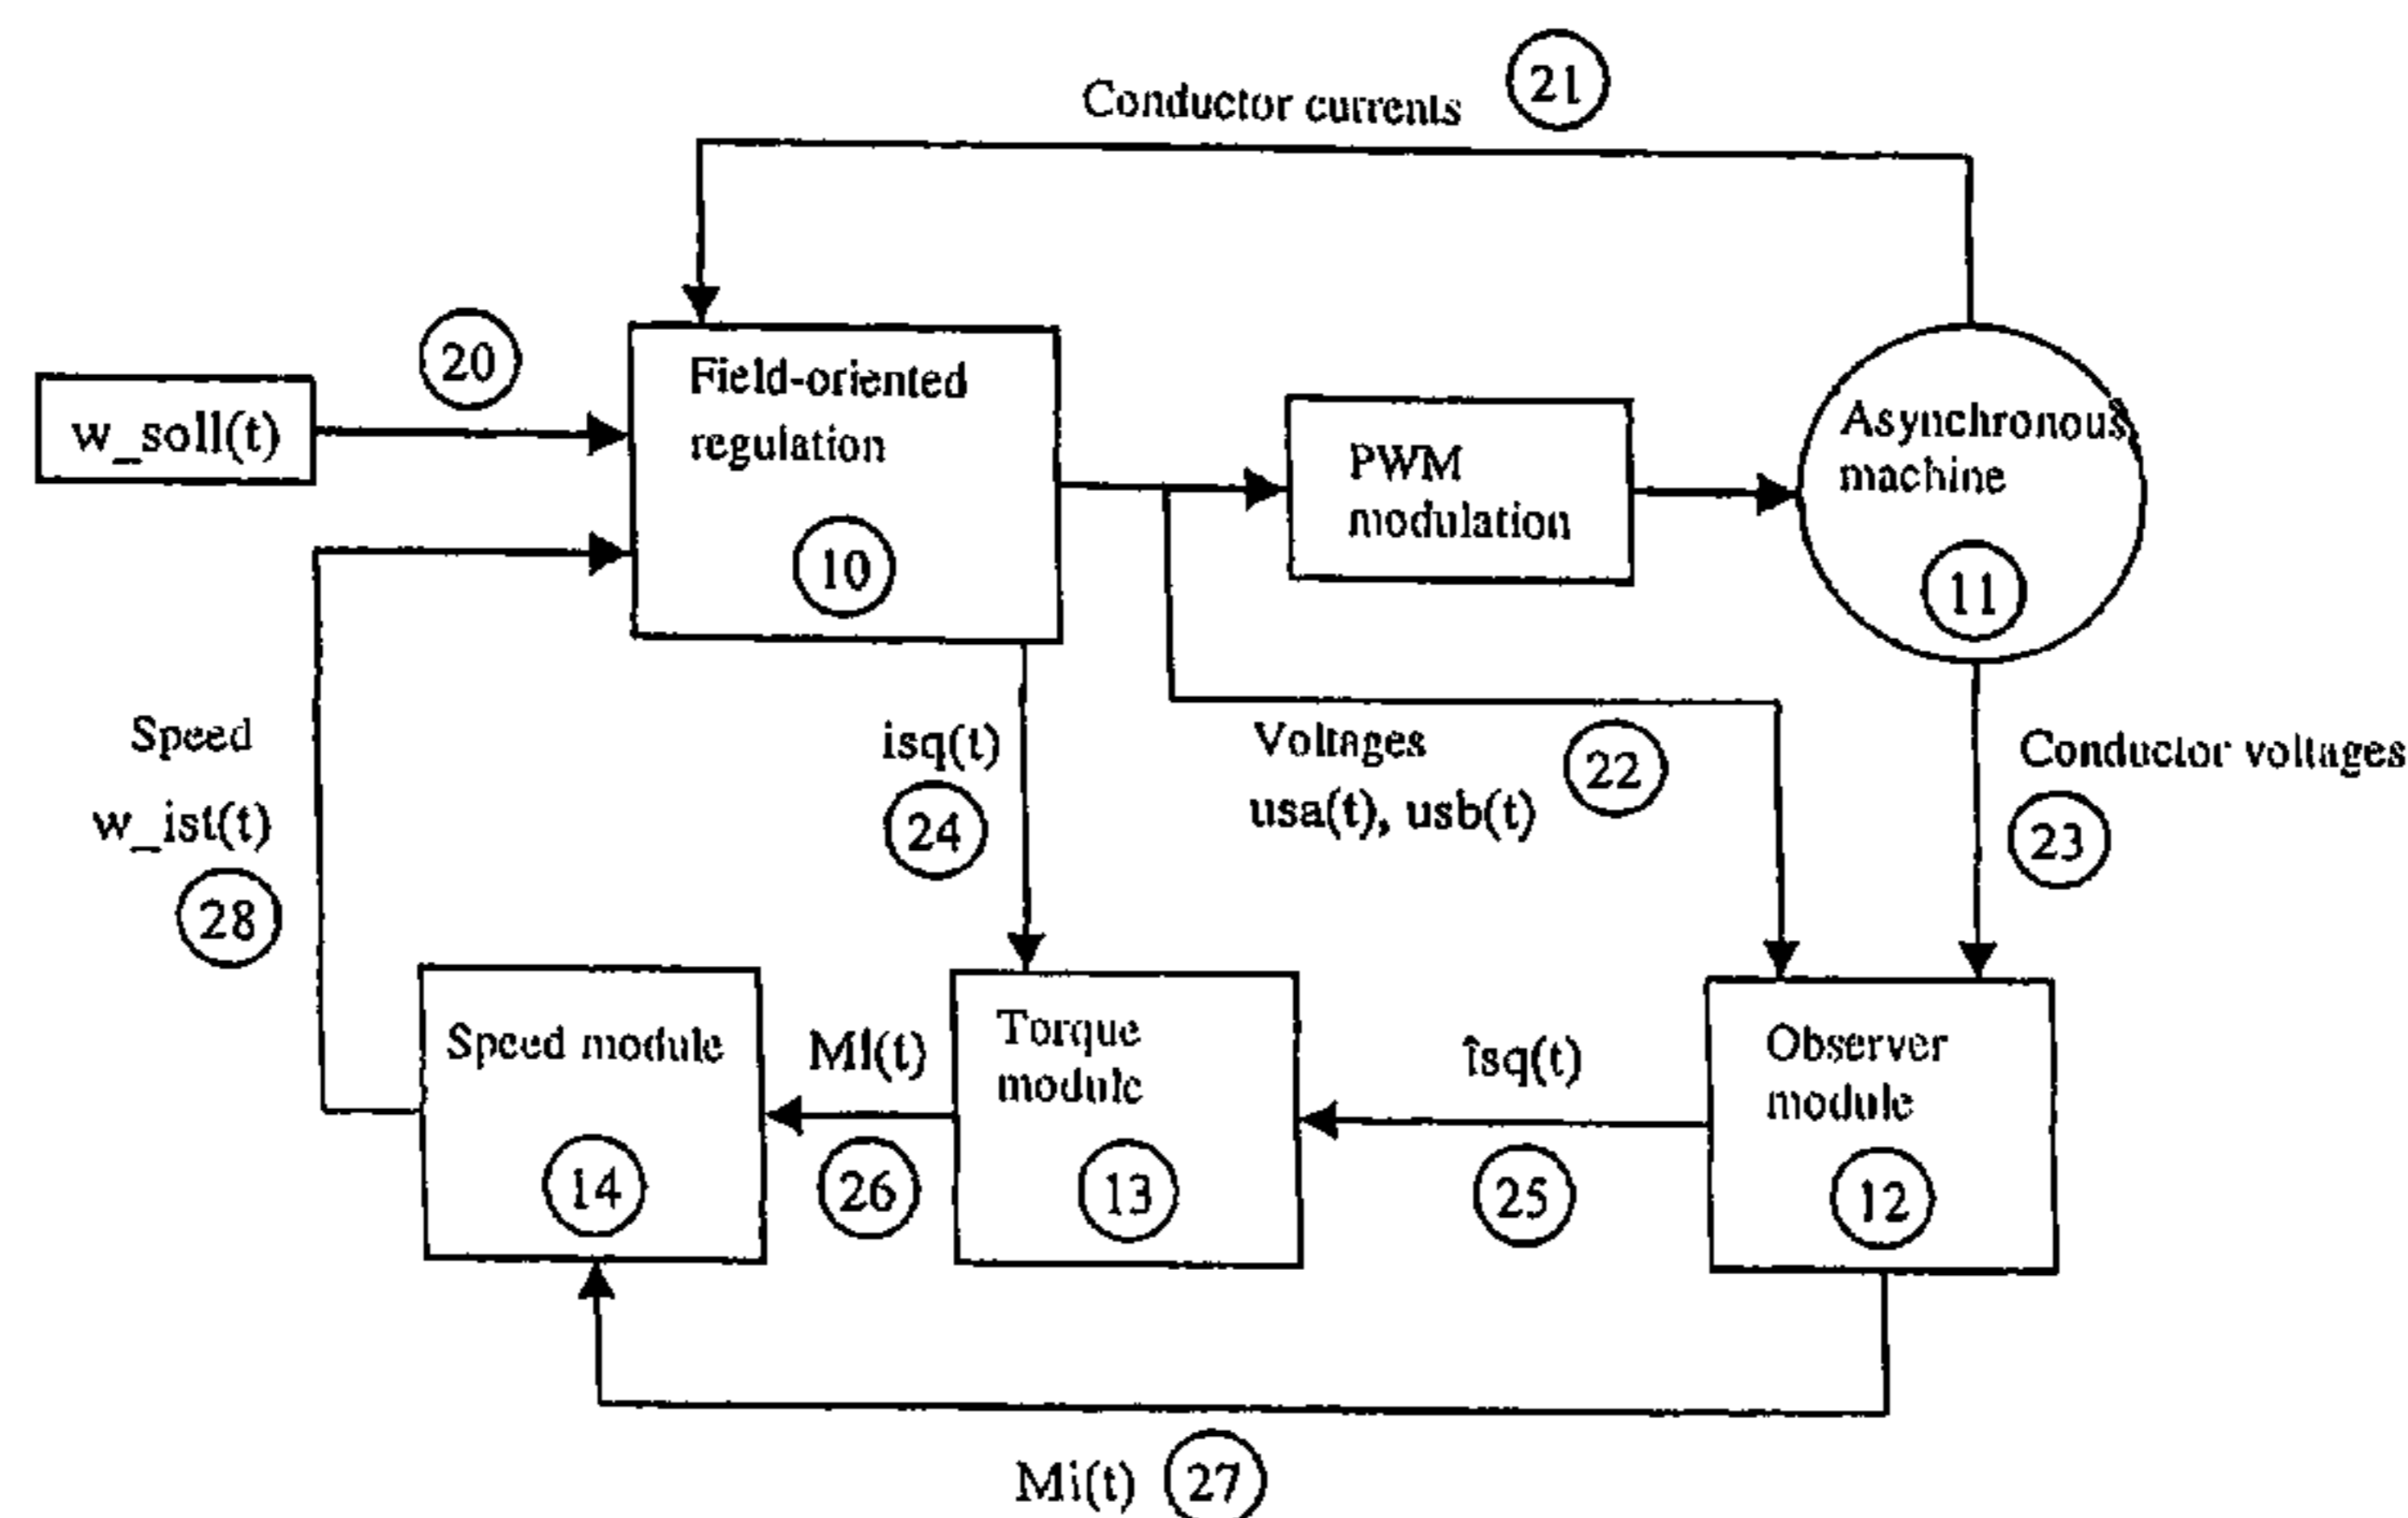 Conductor currents
21
20
w_soll(t)
Field-oriented
regulation
10
PWM
modulation
Asynchronous
machine
11
Speed
w_ist(t)
28
isq(t)
24
Voltages
22
usa(t), usb(t)
Conductor voltages
23
Speed module
14
Ml(t)
26
Torque
module
13
îsq(t)
25
Observer
module
12
Mi(t)
27